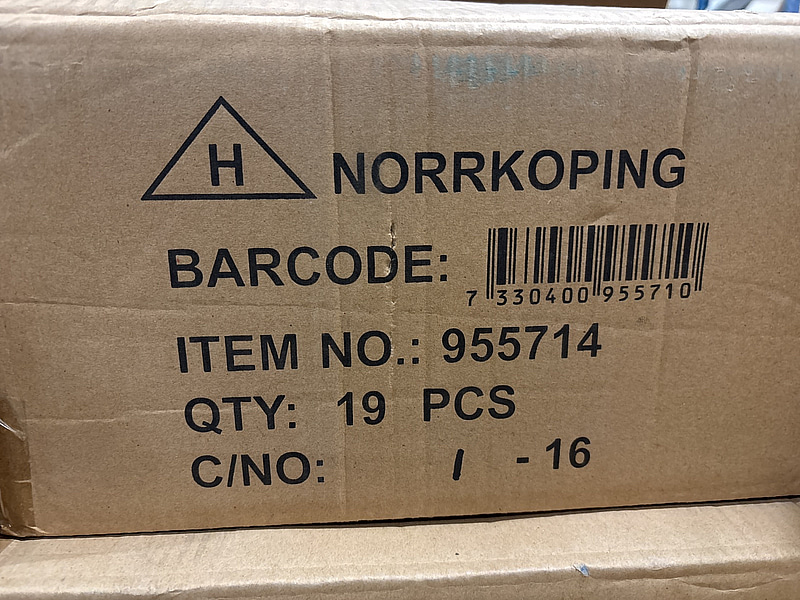 H NORRKOPING
BARCODE:
7 330400 955710
ITEM NO.: 955714
QTY: 19 PCS
C/NO: / - 16